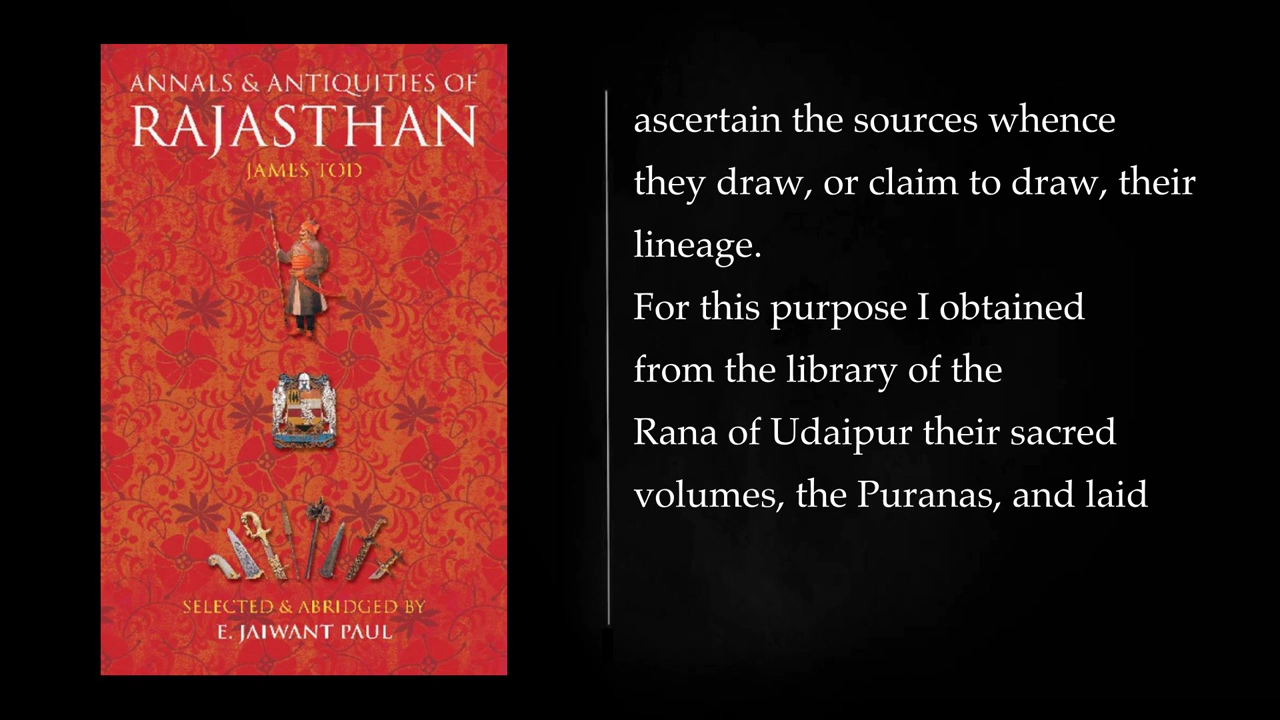 ANNALS & ANTIQUITIES OF
RAJASTHAN
JAMES TOD
SELECTED & ABRIDGED BY
E. JAIWANT PAUL
ascertain the sources whence
they draw, or claim to draw, their
lineage.
For this purpose I obtained
from the library of the
Rana of Udaipur their sacred
volumes, the Puranas, and laid